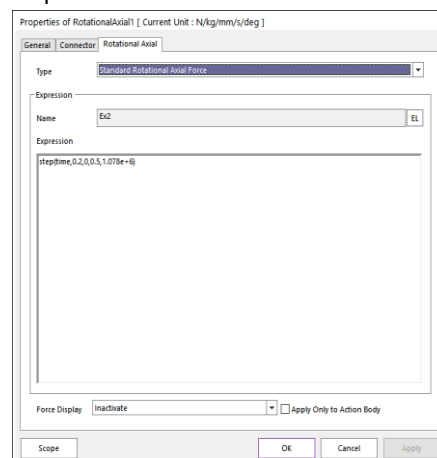 Properties of RotationalAxial1 [ Current Unit : N/kg/mm/s/deg ]
General Connector Rotational Axial
Type Standard Rotational Axial Force
Expression
Name Ex2 EL
Expression
step(time,0.2,0,0.5,1.078e+6)
Force Display Inactivate Apply Only to Action Body
Scope OK Cancel Apply